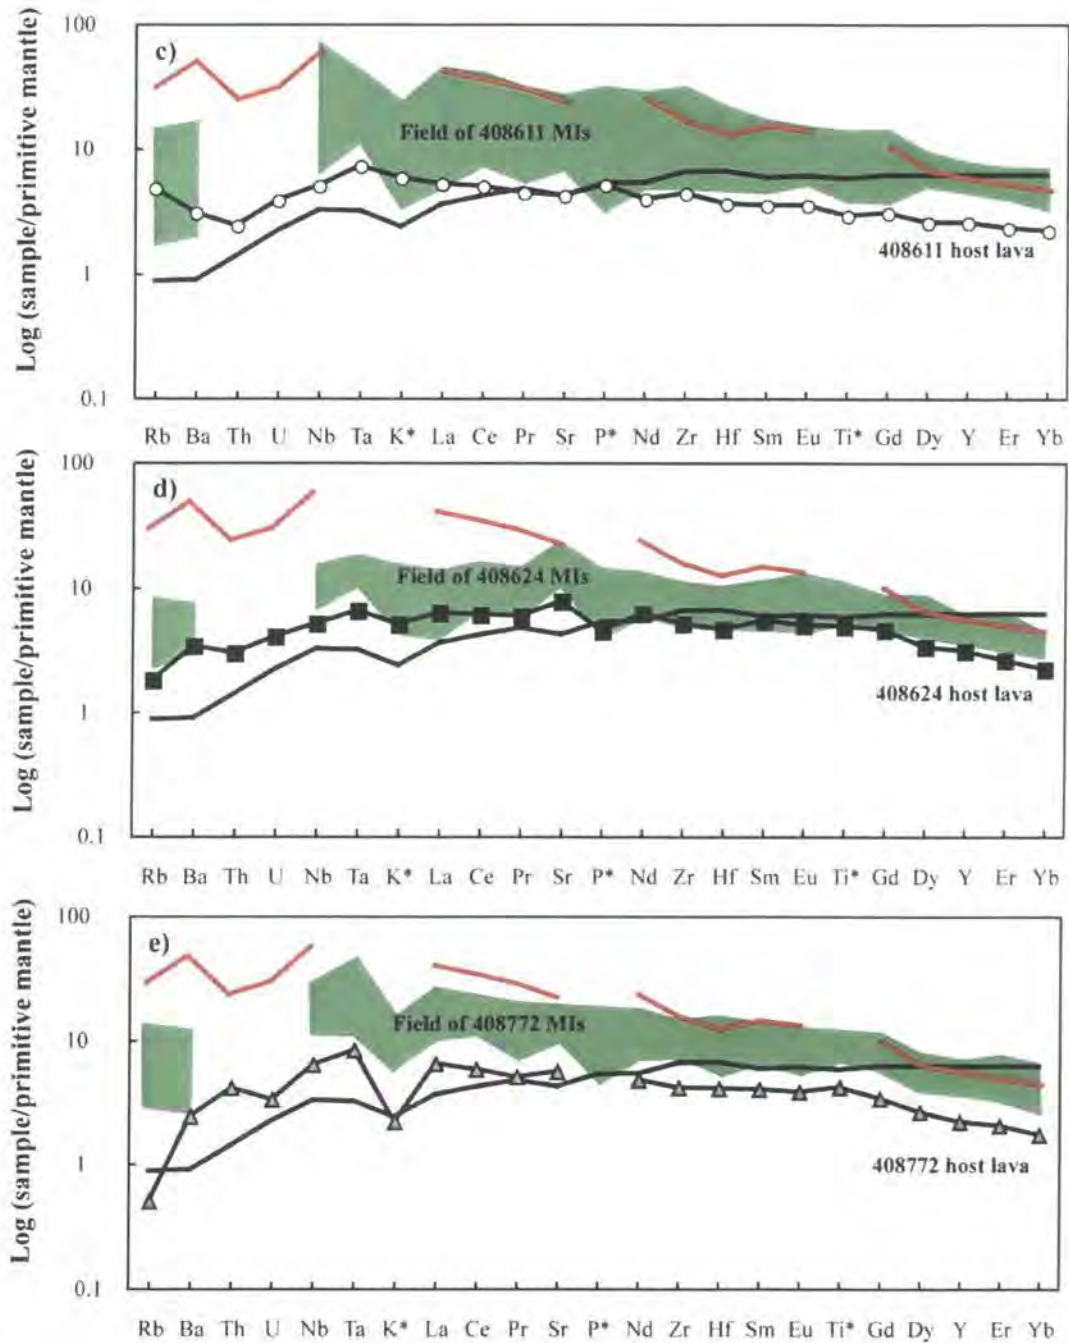 100
c)
10
Field of 408611 MIs
1
408611 host lava
0.1
Log (sample/primitive mantle)
Rb Ba Th U Nb Ta K* La Ce Pr Sr P* Nd Zr Hf Sm Eu Ti* Gd Dy Y Er Yb
100
d)
10
Field of 408624 MIs
1
408624 host lava
0.1
Log (sample/primitive mantle)
Rb Ba Th U Nb Ta K* La Ce Pr Sr P* Nd Zr Hf Sm Eu Ti* Gd Dy Y Er Yb
100
e)
10
Field of 408772 MIs
1
408772 host lava
0.1
Log (sample/primitive mantle)
Rb Ba Th U Nb Ta K* La Ce Pr Sr P* Nd Zr Hf Sm Eu Ti* Gd Dy Y Er Yb